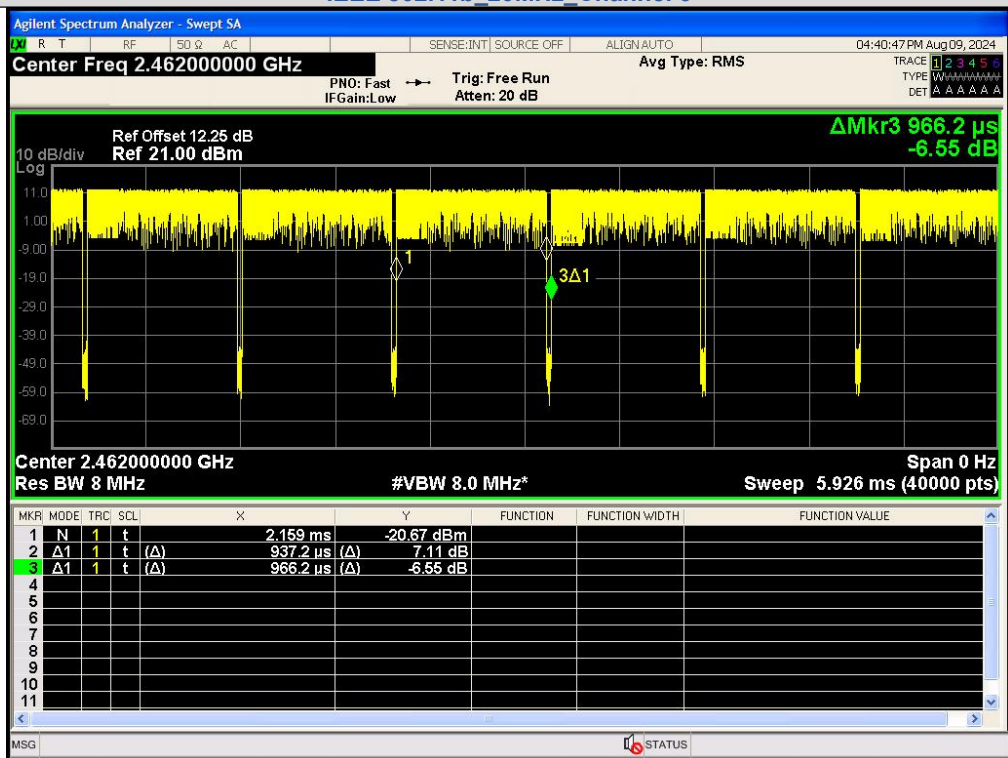 Agilent Spectrum Analyzer - Swept SA
LXI R T RF 50 Ω AC SENSE:INT SOURCE OFF ALIGN AUTO 04:40:47 PM Aug 09, 2024
Center Freq 2.462000000 GHz Avg Type: RMS TRACE 1 2 3 4 5 6
PNO: Fast Trig: Free Run TYPE W
IFGain:Low Atten: 20 dB DET A A A A A A
ΔMkr3 966.2 µs
-6.55 dB
Ref Offset 12.25 dB
10 dB/div Ref 21.00 dBm
Log
11.0
1.00
-9.00
1
-19.0
3Δ1
-29.0
-39.0
-49.0
-59.0
-69.0
Center 2.462000000 GHz Span 0 Hz
Res BW 8 MHz #VBW 8.0 MHz* Sweep 5.926 ms (40000 pts)
MKR MODE TRC SCL X Y FUNCTION FUNCTION WIDTH FUNCTION VALUE
1 N 1 t 2.159 ms -20.67 dBm
2 Δ1 1 t (Δ) 937.2 µs (Δ) 7.11 dB
3 Δ1 1 t (Δ) 966.2 µs (Δ) -6.55 dB
4
5
6
7
8
9
10
11
MSG STATUS